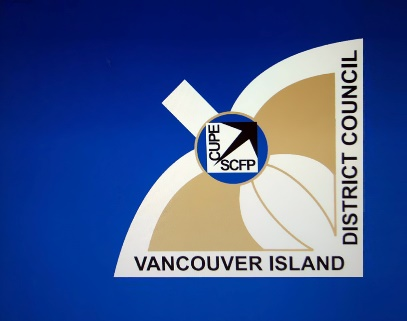 CUPE
SCFP
VANCOUVER ISLAND
DISTRICT COUNCIL